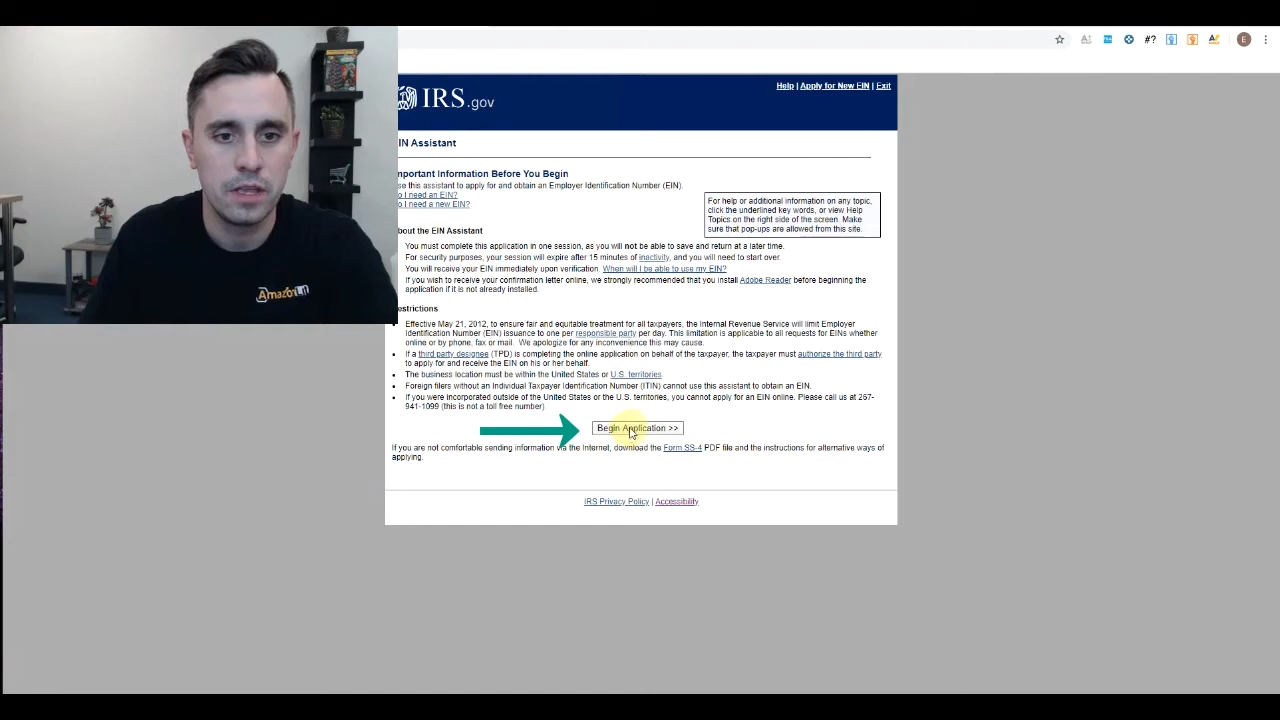 #?
E
IRS.gov
Help | Apply for New EIN | Exit
IN Assistant
mportant Information Before You Begin
se this assistant to apply for and obtain an Employer Identification Number (EIN).
o I need an EIN?
o I need a new EIN?
For help or additional information on any topic,
click the underlined key words, or view Help
Topics on the right side of the screen. Make
sure that pop-ups are allowed from this site.
bout the EIN Assistant
You must complete this application in one session, as you will not be able to save and return at a later time.
For security purposes, your session will expire after 15 minutes of inactivity, and you will need to start over.
You will receive your EIN immediately upon verification. When will I be able to use my EIN?
If you wish to receive your confirmation letter online, we strongly recommended that you install Adobe Reader before beginning the
application if it is not already installed.
estrictions
Effective May 21, 2012, to ensure fair and equitable treatment for all taxpayers, the Internal Revenue Service will limit Employer
Identification Number (EIN) issuance to one per responsible party per day. This limitation is applicable to all requests for EINs whether
online or by phone, fax or mail. We apologize for any inconvenience this may cause.
If a third party designee (TPD) is completing the online application on behalf of the taxpayer, the taxpayer must authorize the third party
to apply for and receive the EIN on his or her behalf.
The business location must be within the United States or U.S. territories.
Foreign filers without an Individual Taxpayer Identification Number (ITIN) cannot use this assistant to obtain an EIN.
If you were incorporated outside of the United States or the U.S. territories, you cannot apply for an EIN online. Please call us at 267-
941-1099 (this is not a toll free number).
Begin Application >>
If you are not comfortable sending information via the Internet, download the Form SS-4 PDF file and the instructions for alternative ways of
applying.
IRS Privacy Policy | Accessibility